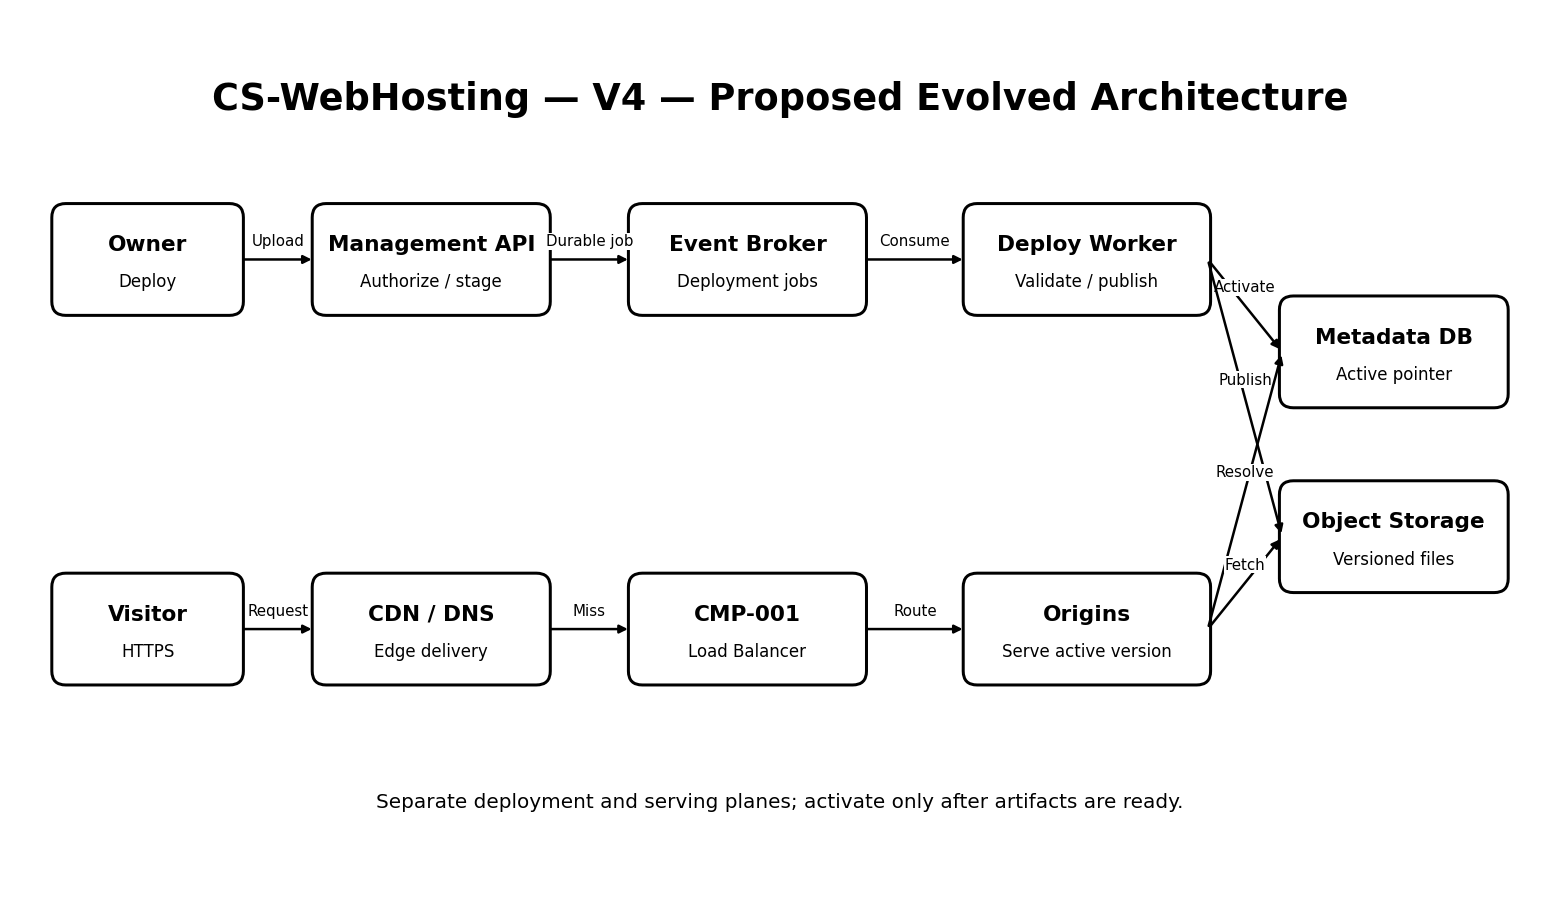 CS-WebHosting — V4 — Proposed Evolved Architecture
Owner
Deploy
Upload
Management API
Authorize / stage
Durable job
Event Broker
Deployment jobs
Consume
Deploy Worker
Validate / publish
Activate
Metadata DB
Active pointer
Publish
Resolve
Object Storage
Versioned files
Fetch
Visitor
HTTPS
Request
CDN / DNS
Edge delivery
Miss
CMP-001
Load Balancer
Route
Origins
Serve active version
Separate deployment and serving planes; activate only after artifacts are ready.